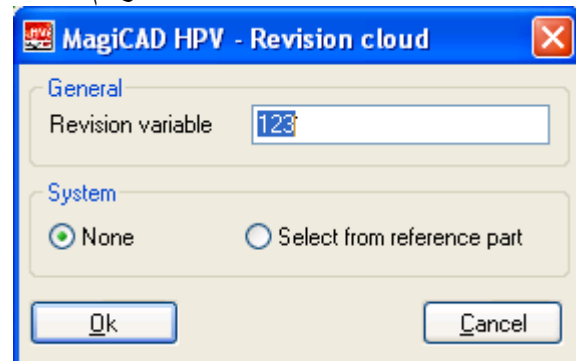 MagiCAD HPV - Revision cloud
General
Revision variable 123
System
None Select from reference part
Ok Cancel